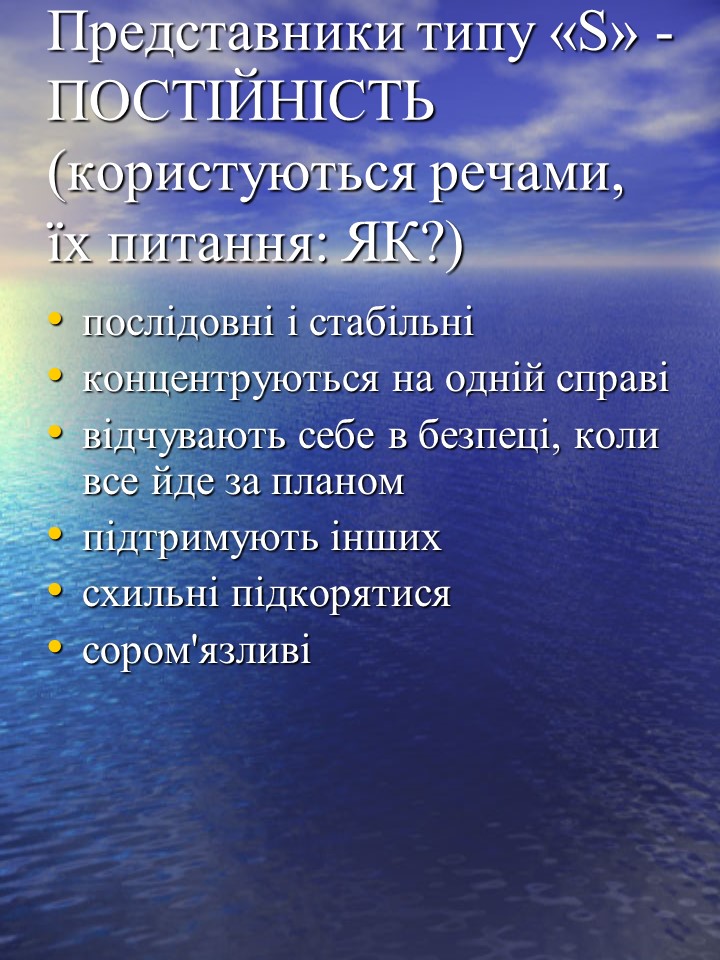 Представники типу «S» -
ПОСТІЙНІСТЬ
(користуються речами,
їх питання: ЯК?)
• послідовні і стабільні
• концентруються на одній справі
• відчувають себе в безпеці, коли
все йде за планом
• підтримують інших
• схильні підкорятися
• сором'язливі